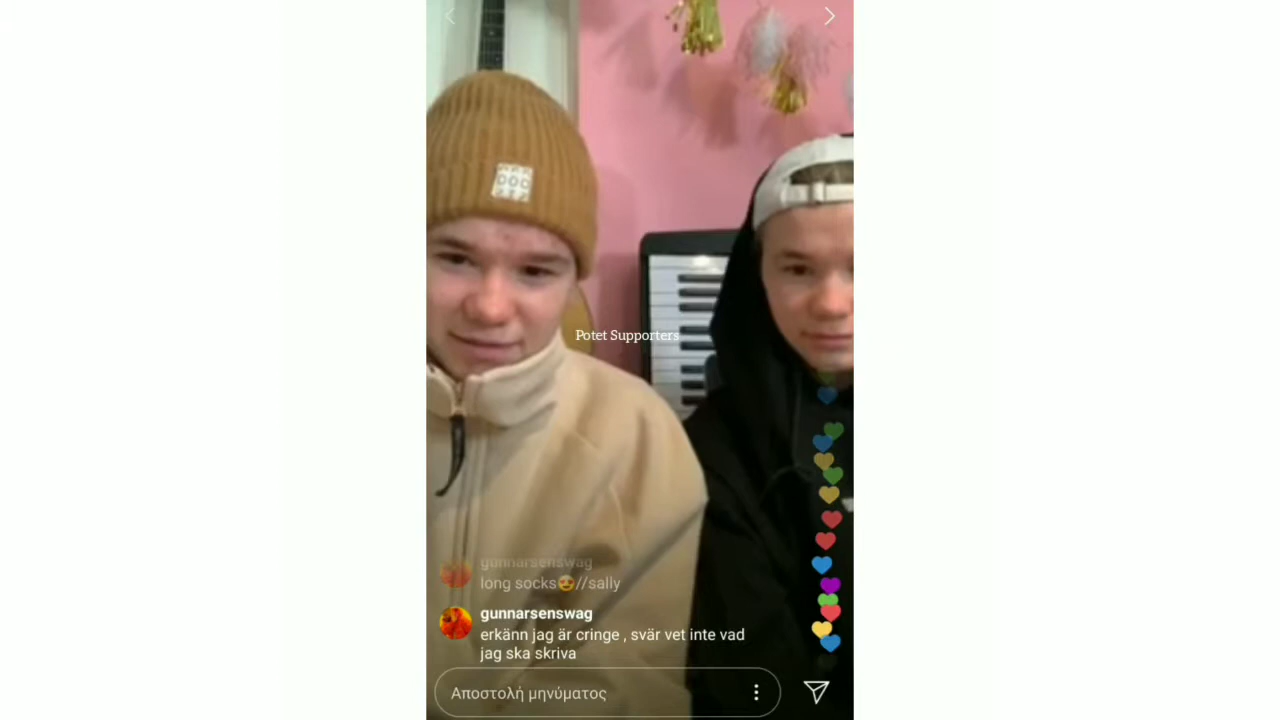 DOC
Potet Supporters
gunnarsenswag
long socks😍//sally
gunnarsenswag
erkänn jag är cringe , svär vet inte vad
jag ska skriva
Αποστολή μηνύματος